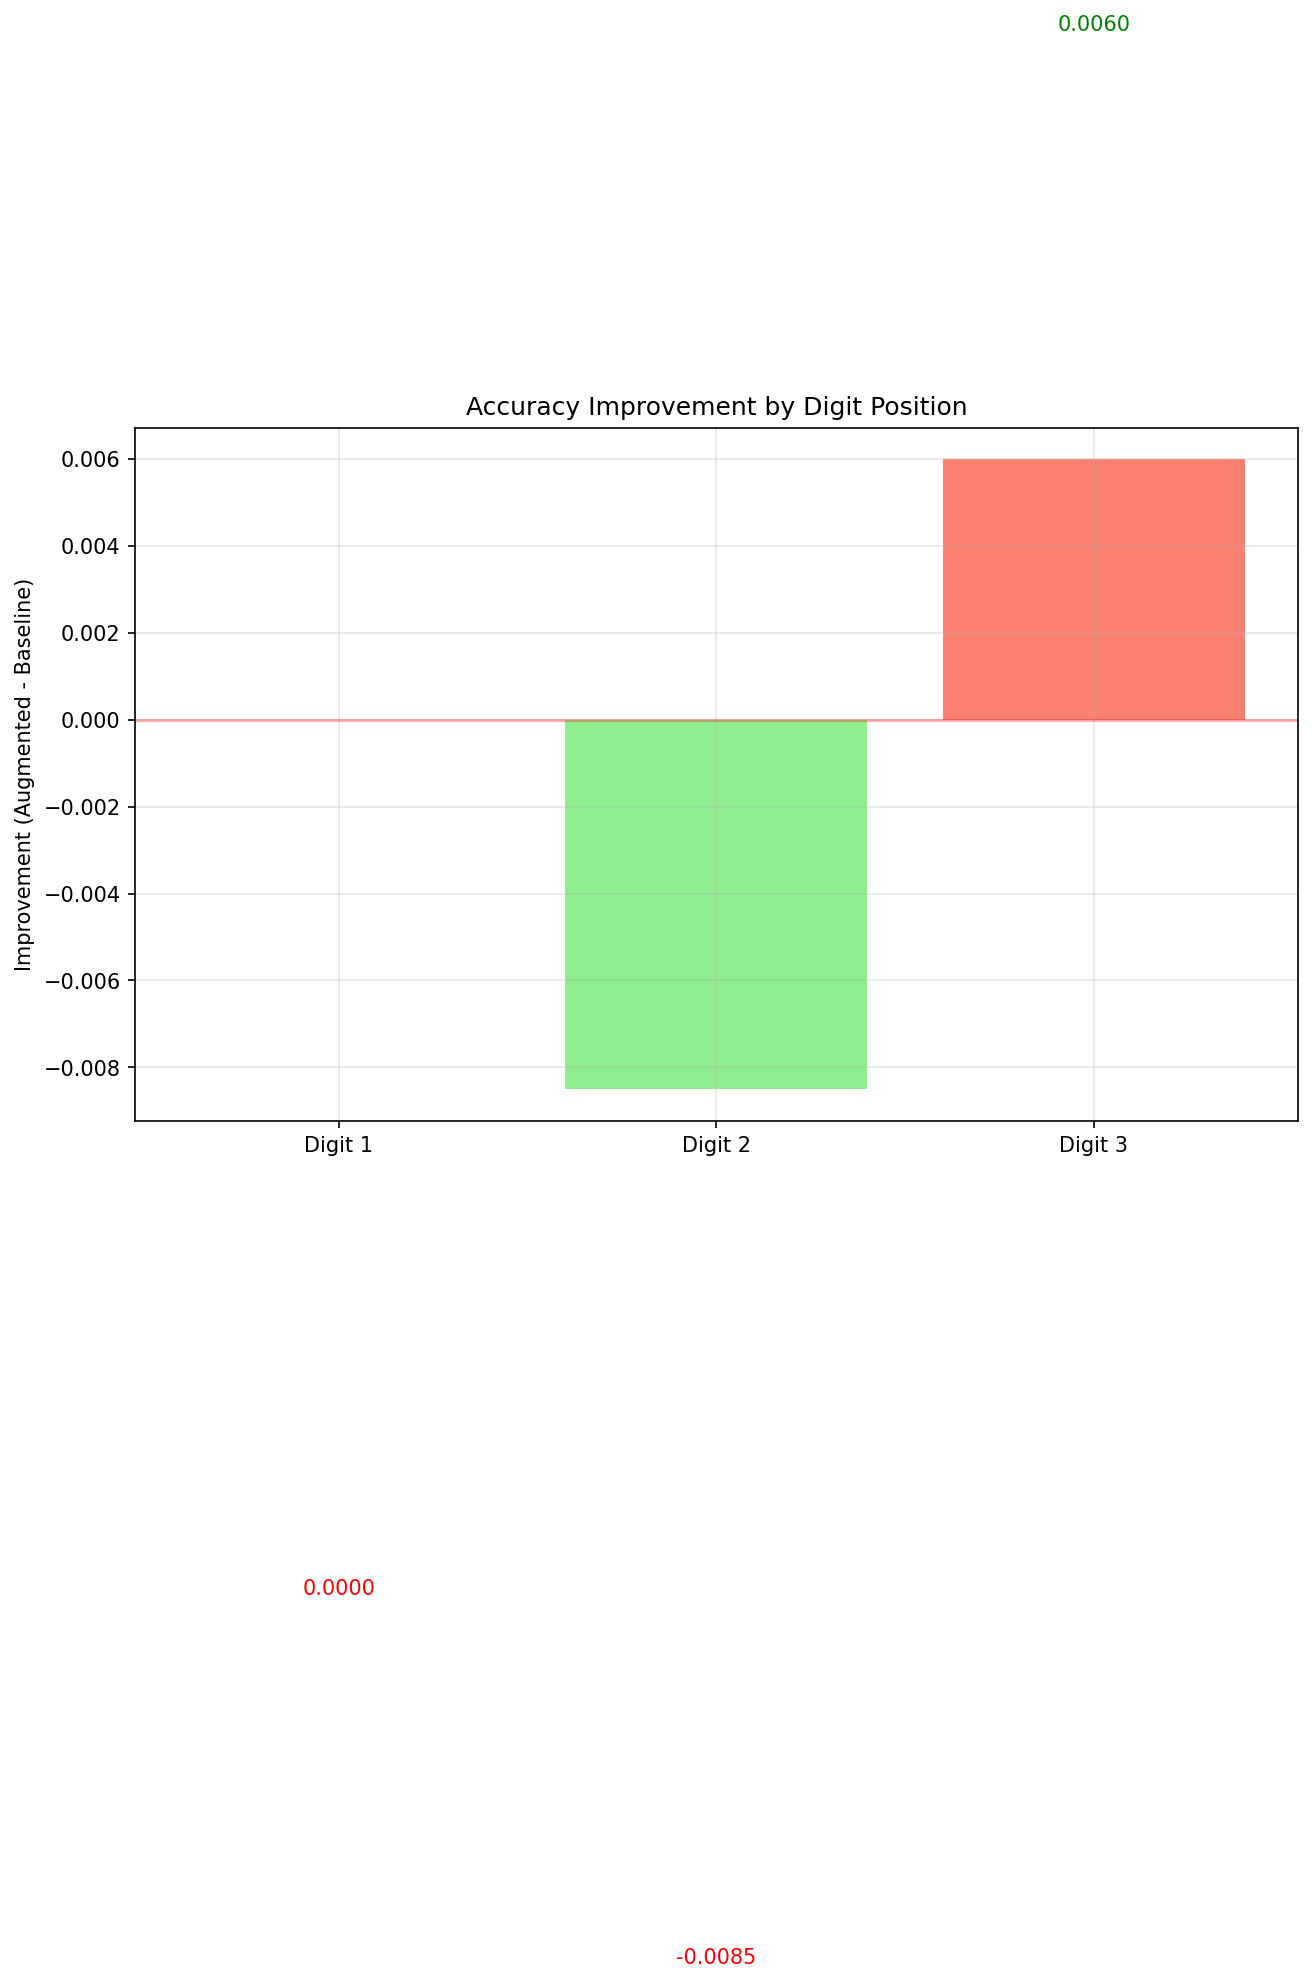 0.0060
Accuracy Improvement by Digit Position
Improvement (Augmented - Baseline)
0.006
0.004
0.002
0.000
−0.002
−0.004
−0.006
−0.008
Digit 1
Digit 2
Digit 3
0.0000
-0.0085